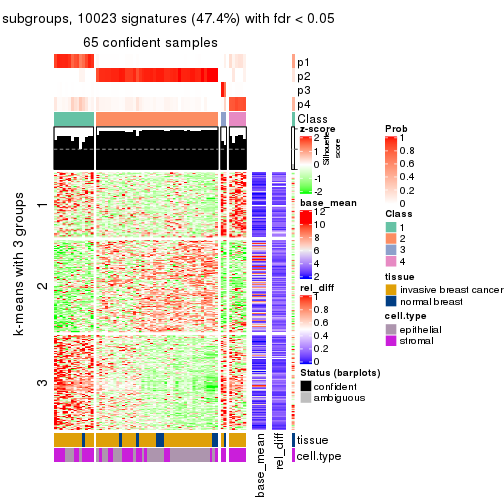 subgroups, 10023 signatures (47.4%) with fdr < 0.05
65 confident samples
p1
p2
p3
p4
Class
Silhouette
score
k-means with 3 groups
1
2
3
z-score
2
1
0
-1
-2
base_mean
12
10
8
6
4
2
rel_diff
1
0.8
0.6
0.4
0.2
0
Status (barplots)
confident
ambiguous
Prob
1
0.8
0.6
0.4
0.2
0
Class
1
2
3
4
tissue
invasive breast cancer
normal breast
cell.type
epithelial
stromal
tissue
cell.type
base_mean
rel_diff